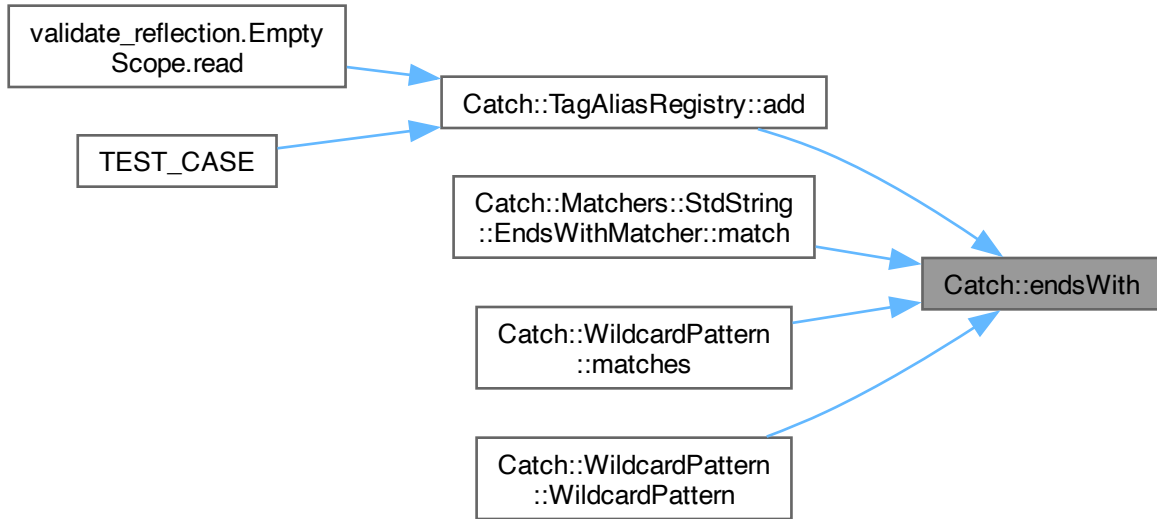 validate_reflection.Empty
Scope.read
Catch::TagAliasRegistry::add
TEST_CASE
Catch::Matchers::StdString
::EndsWithMatcher::match
Catch::endsWith
Catch::WildcardPattern
::matches
Catch::WildcardPattern
::WildcardPattern